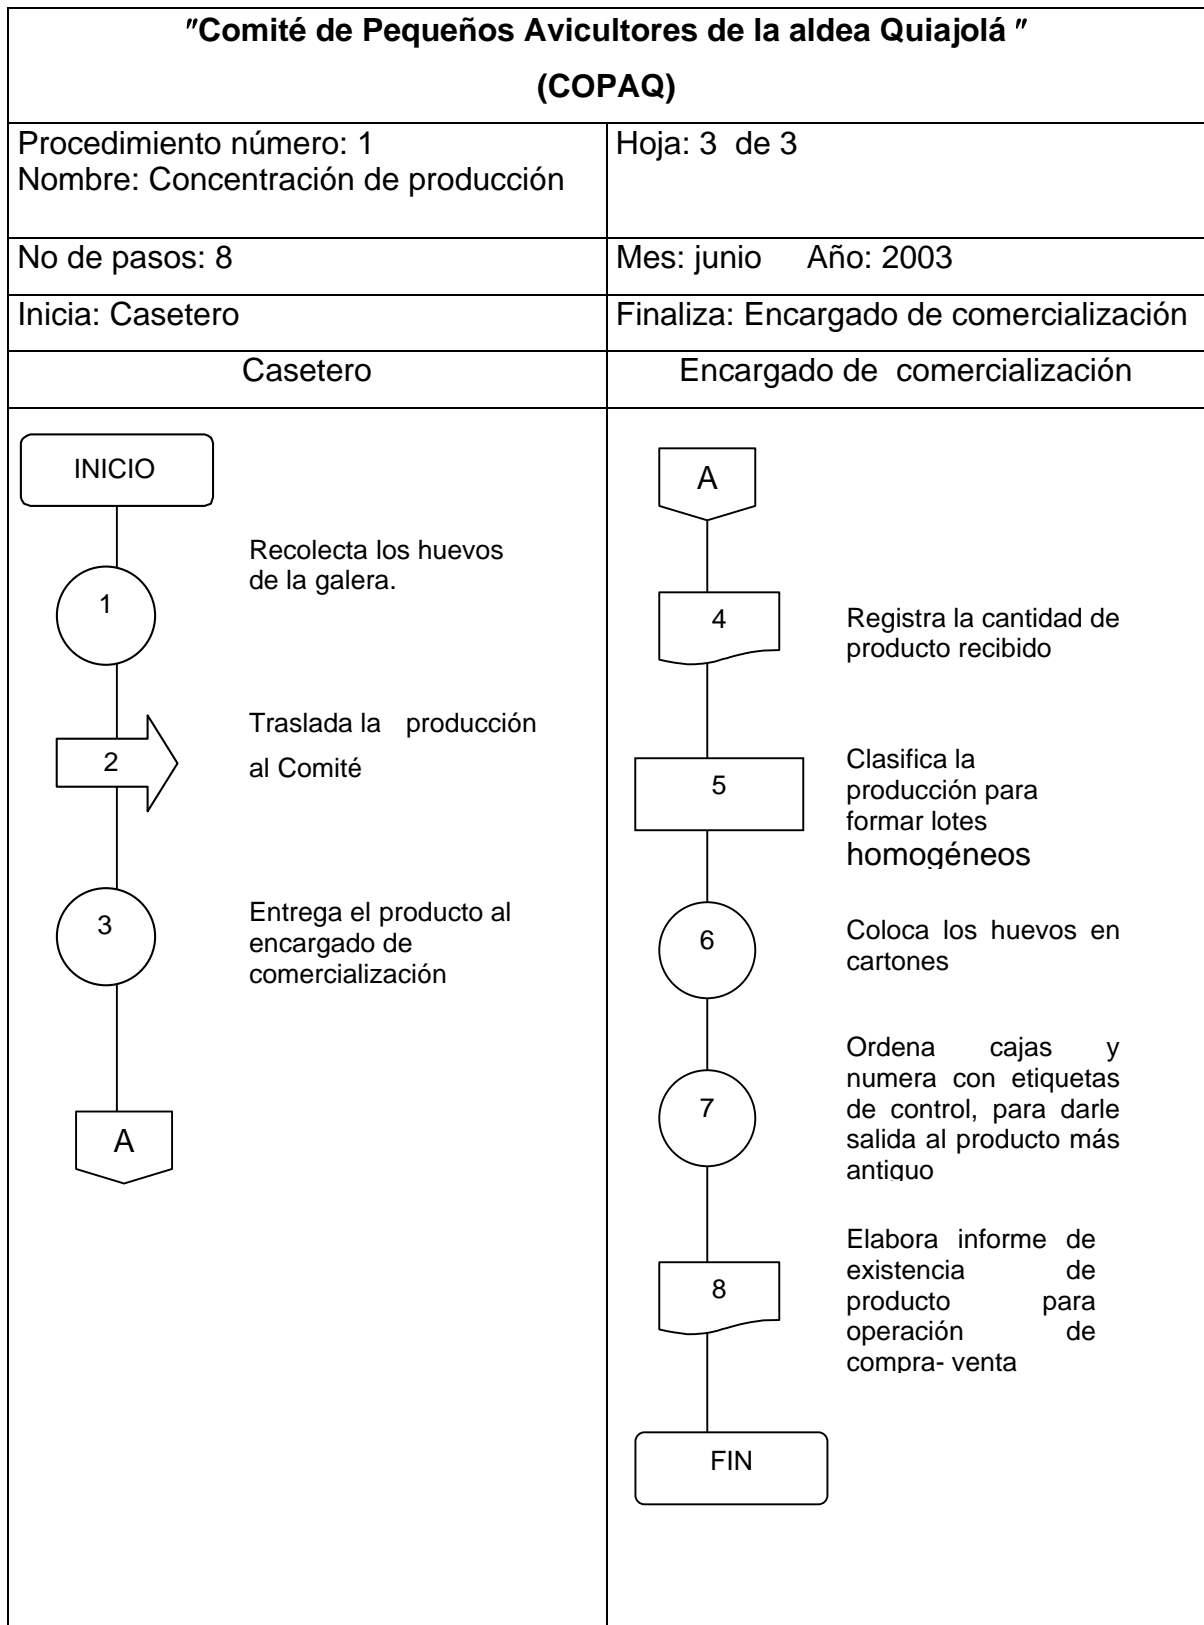 "Comité de Pequeños Avicultores de la aldea Quiajolá "
(COPAQ)
Procedimiento número: 1
Nombre: Concentración de producción
Hoja: 3 de 3
No de pasos: 8
Mes: junio Año: 2003
Inicia: Casetero
Finaliza: Encargado de comercialización
Casetero
Encargado de comercialización
INICIO
1
Recolecta los huevos
de la galera.
2
Traslada la producción
al Comité
3
Entrega el producto al
encargado de
comercialización
A
A
4
Registra la cantidad de
producto recibido
5
Clasifica la
producción para
formar lotes
homogéneos
6
Coloca los huevos en
cartones
7
Ordena cajas y
numera con etiquetas
de control, para darle
salida al producto más
antiguo
8
Elabora informe de
existencia de
producto para
operación de
compra- venta
FIN